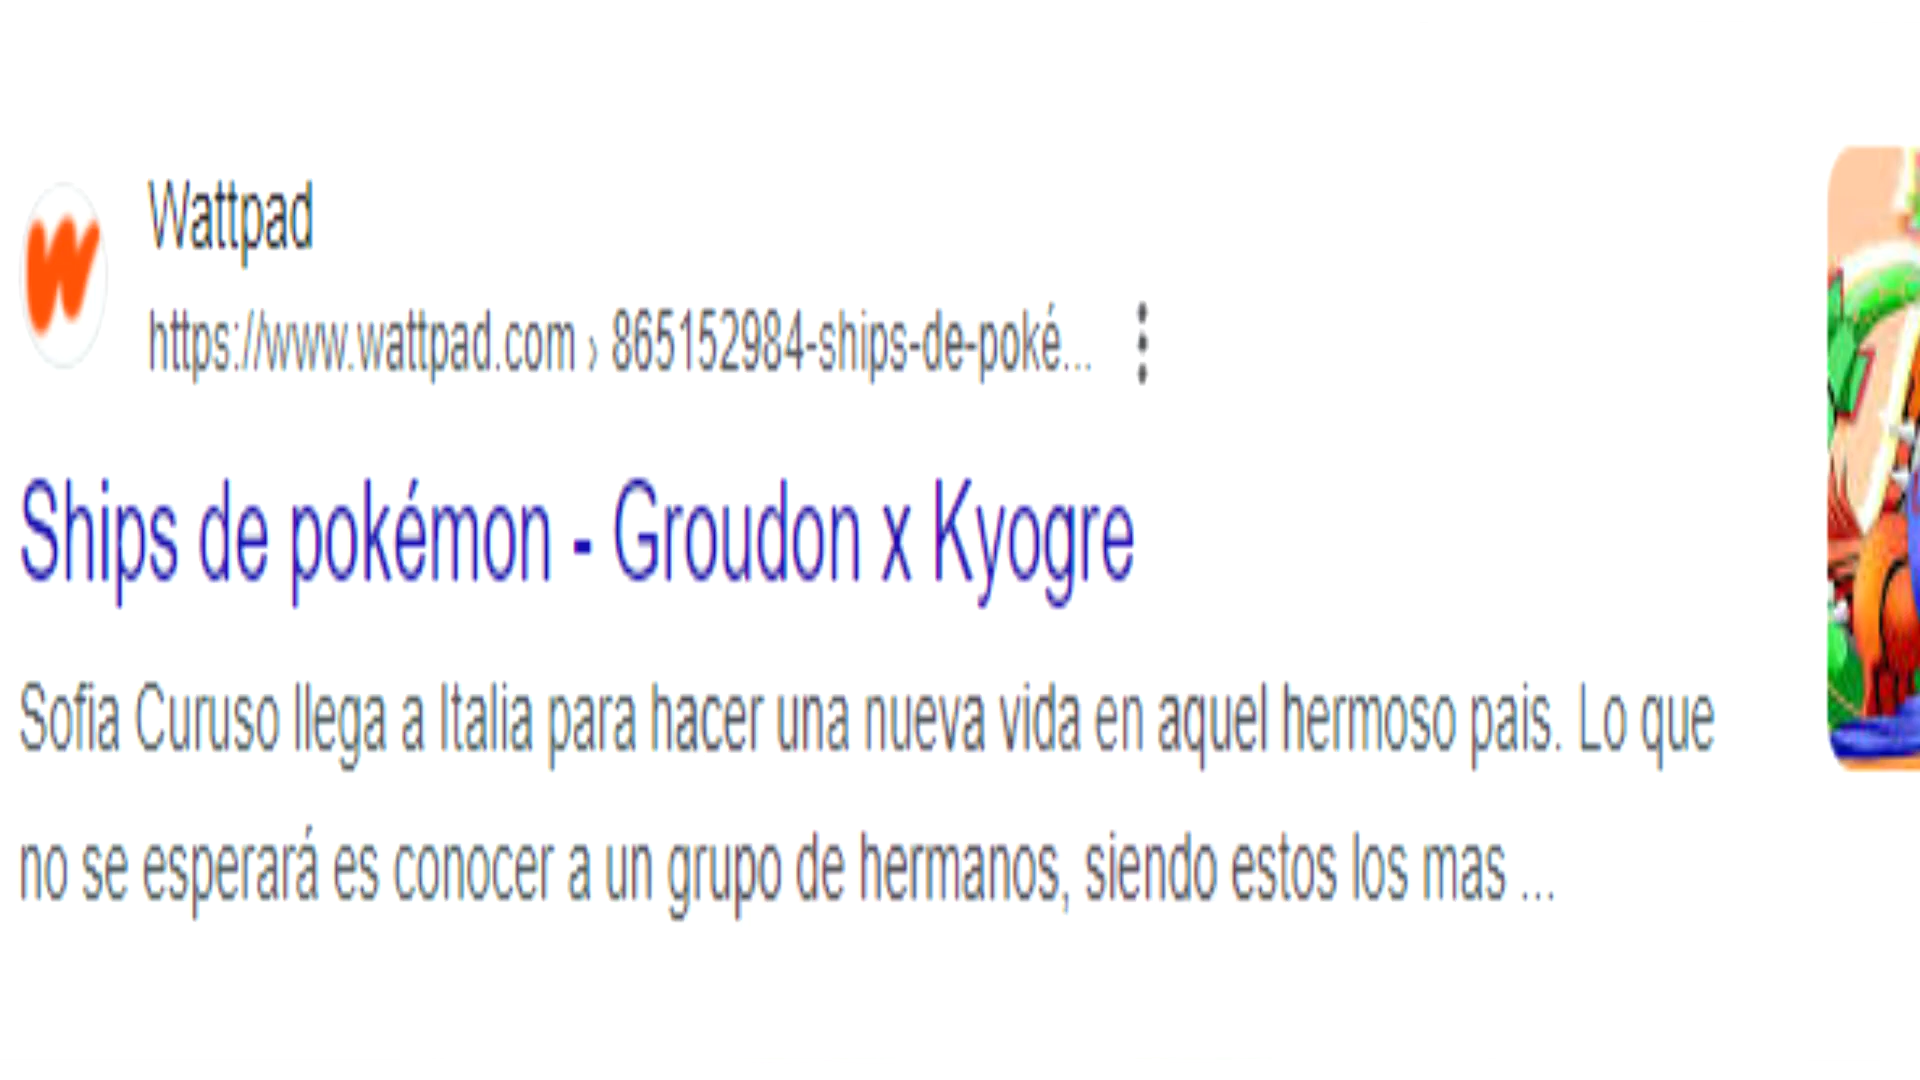 Wattpad
https://www.wattpad.com › 865152984-ships-de-poké...
Ships de pokémon - Groudon x Kyogre
Sofia Curuso llega a Italia para hacer una nueva vida en aquel hermoso pais. Lo que
no se esperará es conocer a un grupo de hermanos, siendo estos los mas ...